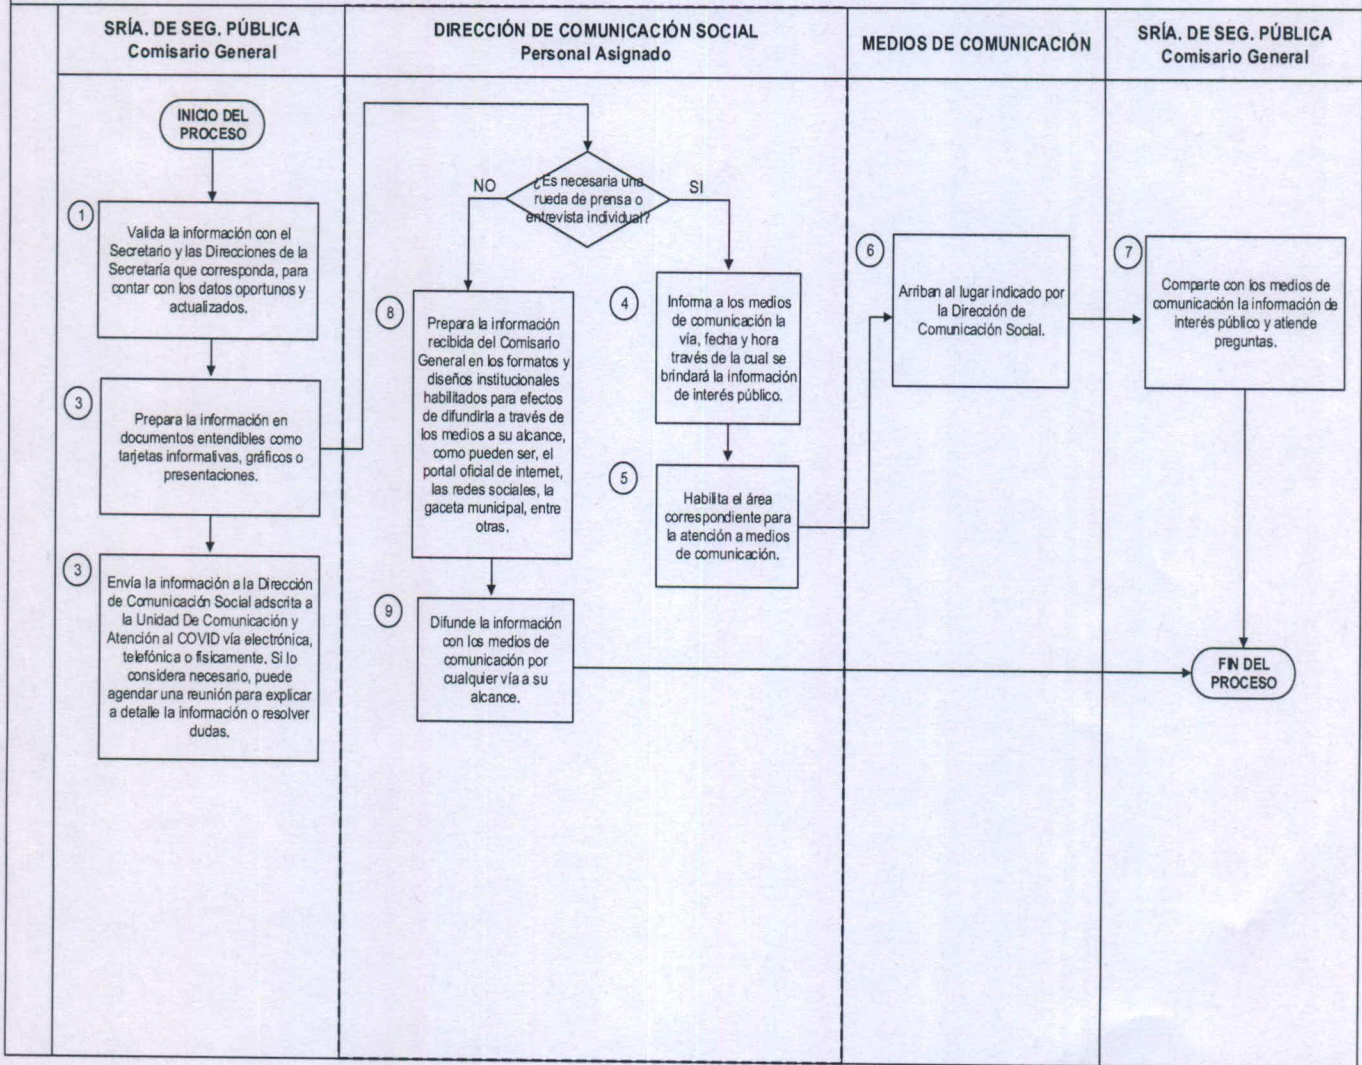 SRÍA. DE SEG. PÚBLICA
Comisario General
DIRECCIÓN DE COMUNICACIÓN SOCIAL
Personal Asignado
MEDIOS DE COMUNICACIÓN
SRÍA. DE SEG. PÚBLICA
Comisario General
INICIO DEL
PROCESO
1
Valida la información con el
Secretario y las Direcciones de la
Secretaría que corresponda, para
contar con los datos oportunos y
actualizados.
3
Prepara la información en
documentos entendibles como
tarjetas informativas, gráficos o
presentaciones.
3
Envía la información a la Dirección
de Comunicación Social adscrita a
la Unidad De Comunicación y
Atención al COVID vía electrónica,
telefónica o físicamente. Si lo
considera necesario, puede
agendar una reunión para explicar
a detalle la información o resolver
dudas.
¿Es necesaria una
rueda de prensa o
entrevista individual?
NO
SI
8
Prepara la información
recibida del Comisario
General en los formatos y
diseños institucionales
habilitados para efectos
de difundirla a través de
los medios a su alcance,
como pueden ser, el
portal oficial de internet,
las redes sociales, la
gaceta municipal, entre
otras.
9
Difunde la información
con los medios de
comunicación por
cualquier vía a su
alcance.
4
Informa a los medios
de comunicación la
vía, fecha y hora
través de la cual se
brindará la información
de interés público.
5
Habilita el área
correspondiente para
la atención a medios
de comunicación.
6
Arriban al lugar indicado por
la Dirección de
Comunicación Social.
7
Comparte con los medios de
comunicación la información de
interés público y atiende
preguntas.
FIN DEL
PROCESO